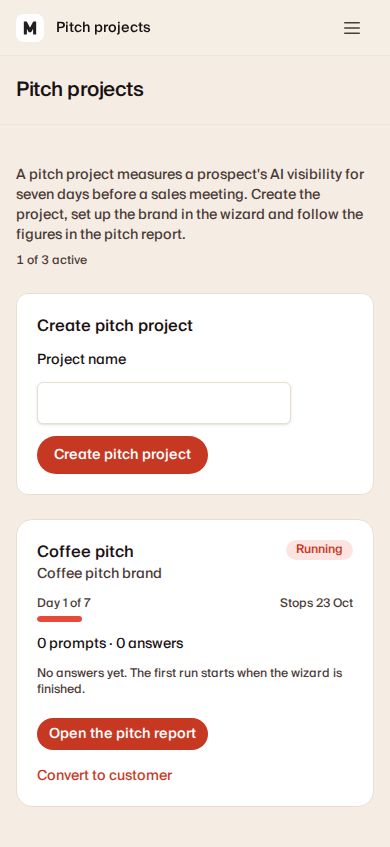 M
Pitch projects
Pitch projects
A pitch project measures a prospect's AI visibility for
seven days before a sales meeting. Create the
project, set up the brand in the wizard and follow the
figures in the pitch report.
1 of 3 active
Create pitch project
Project name
Create pitch project
Coffee pitch
Running
Coffee pitch brand
Day 1 of 7
Stops 23 Oct
0 prompts · 0 answers
No answers yet. The first run starts when the wizard is
finished.
Open the pitch report
Convert to customer